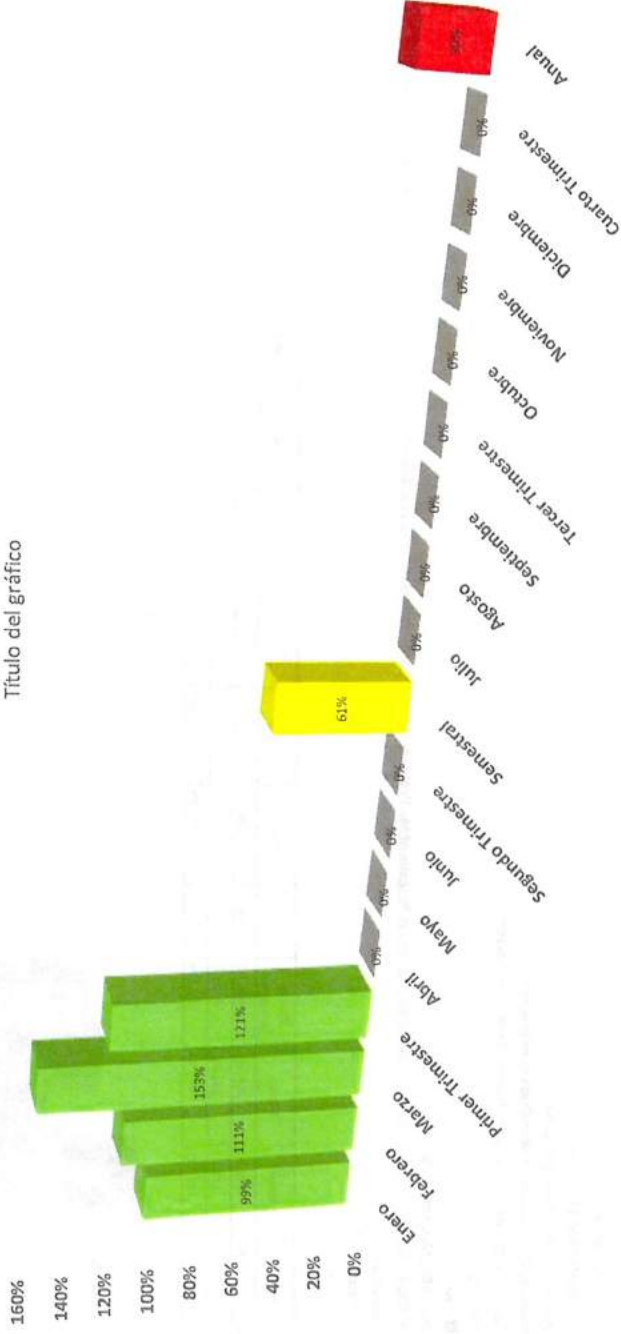 Título del gráfico
160%
140%
120%
100%
80%
60%
40%
20%
0%
99%
111%
153%
121%
0%
0%
0%
0%
61%
0%
0%
0%
0%
0%
0%
0%
0%
30%
Enero
Febrero
Marzo
Primer Trimestre
Abril
Mayo
Junio
Segundo Trimestre
Semestral
Julio
Agosto
Septiembre
Tercer Trimestre
Octubre
Noviembre
Diciembre
Cuarto Trimestre
Anual